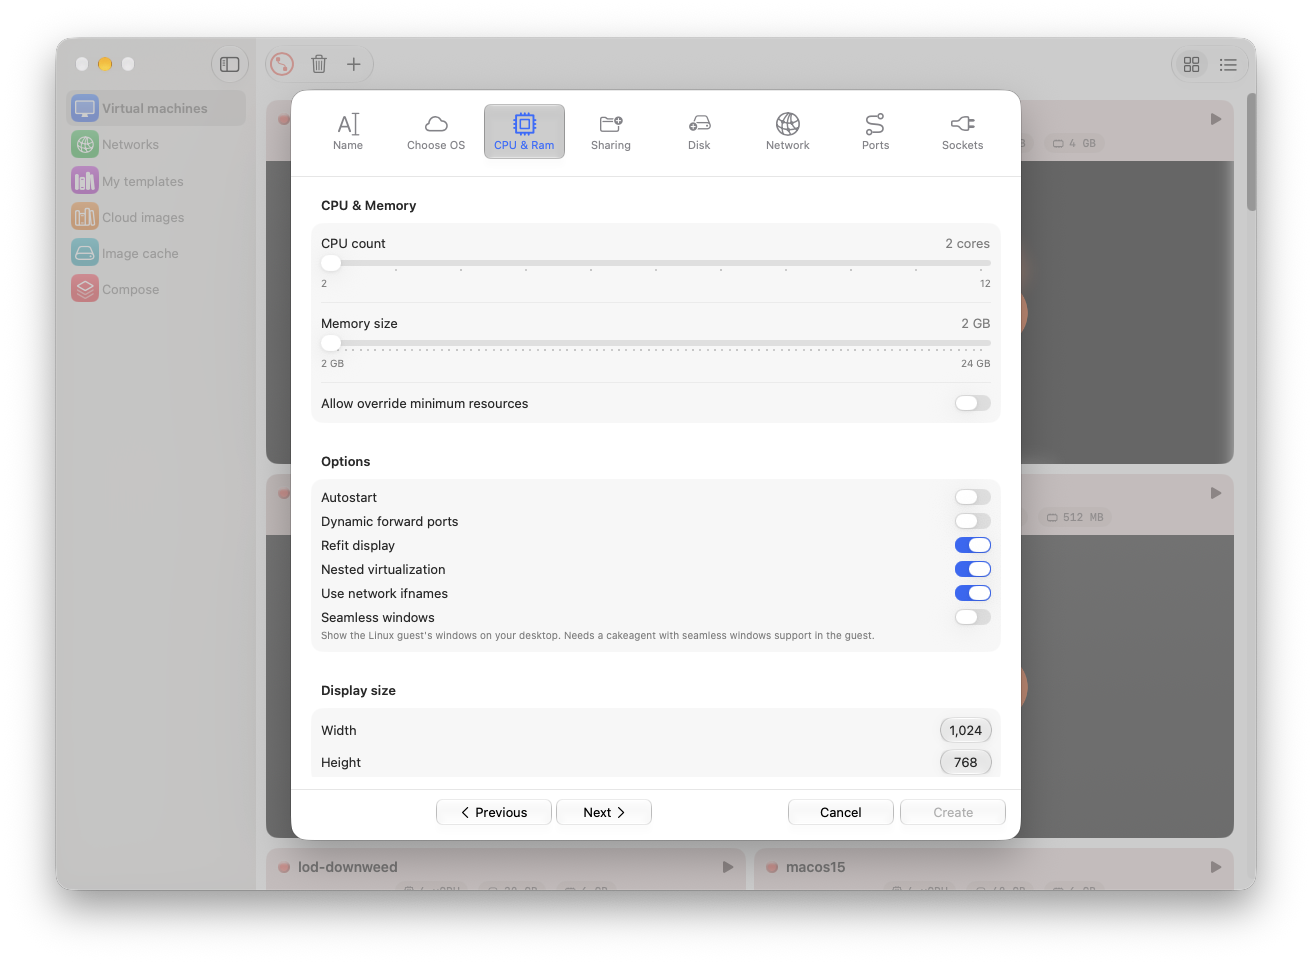 Virtual machines
Networks
My templates
Cloud images
Image cache
Compose
4 GB
512 MB
Name
Choose OS
CPU & Ram
Sharing
Disk
Network
Ports
Sockets
CPU & Memory
CPU count
2 cores
2
12
Memory size
2 GB
2 GB
24 GB
Allow override minimum resources
Options
Autostart
Dynamic forward ports
Refit display
Nested virtualization
Use network ifnames
Seamless windows
Show the Linux guest's windows on your desktop. Needs a cakeagent with seamless windows support in the guest.
Display size
Width
1,024
Height
768
Previous
Next
Cancel
Create
lod-downweed
macos15